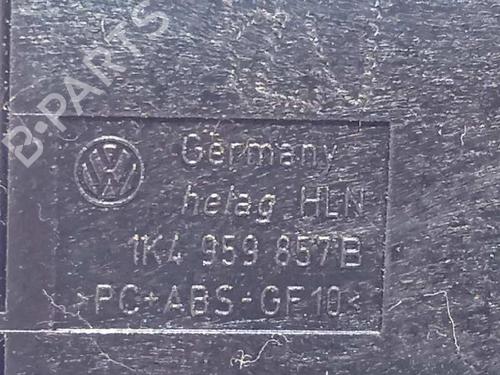 B-PARTS
Germany
helag HLN
1K4 959 857 B
>PC+ABS-GF10<